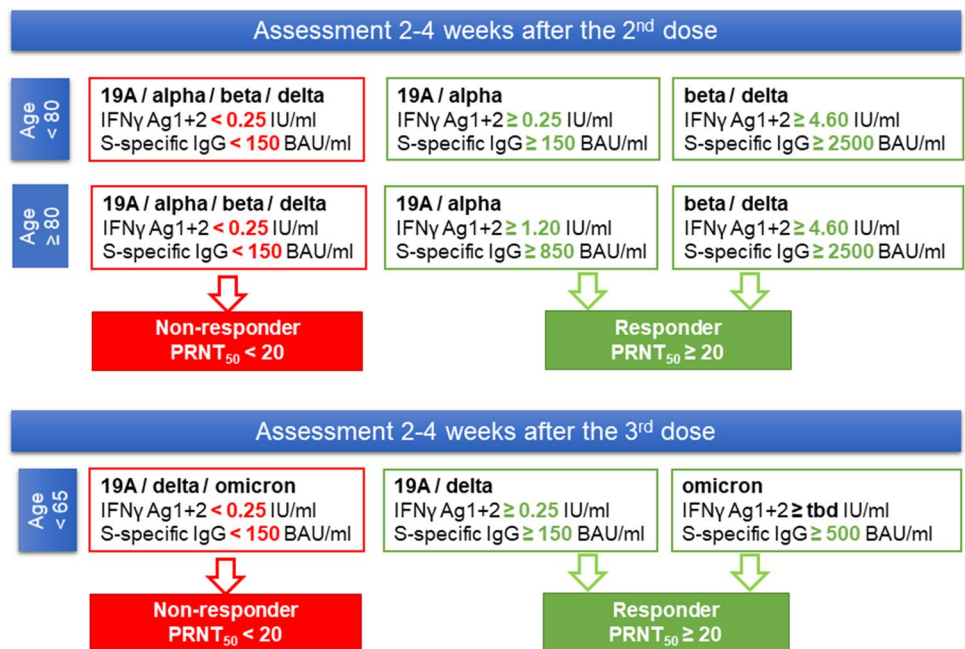 Assessment 2-4 weeks after the 2nd dose
Age
< 80
19A / alpha / beta / delta
IFNγ Ag1+2 < 0.25 IU/ml
S-specific IgG < 150 BAU/ml
19A / alpha
IFNγ Ag1+2 ≥ 0.25 IU/ml
S-specific IgG ≥ 150 BAU/ml
beta / delta
IFNγ Ag1+2 ≥ 4.60 IU/ml
S-specific IgG ≥ 2500 BAU/ml
Age
≥ 80
19A / alpha / beta / delta
IFNγ Ag1+2 < 0.25 IU/ml
S-specific IgG < 150 BAU/ml
19A / alpha
IFNγ Ag1+2 ≥ 1.20 IU/ml
S-specific IgG ≥ 850 BAU/ml
beta / delta
IFNγ Ag1+2 ≥ 4.60 IU/ml
S-specific IgG ≥ 2500 BAU/ml
Non-responder
PRNT50 < 20
Responder
PRNT50 ≥ 20
Assessment 2-4 weeks after the 3rd dose
Age
< 65
19A / delta / omicron
IFNγ Ag1+2 < 0.25 IU/ml
S-specific IgG < 150 BAU/ml
19A / delta
IFNγ Ag1+2 ≥ 0.25 IU/ml
S-specific IgG ≥ 150 BAU/ml
omicron
IFNγ Ag1+2 ≥ tbd IU/ml
S-specific IgG ≥ 500 BAU/ml
Non-responder
PRNT50 < 20
Responder
PRNT50 ≥ 20